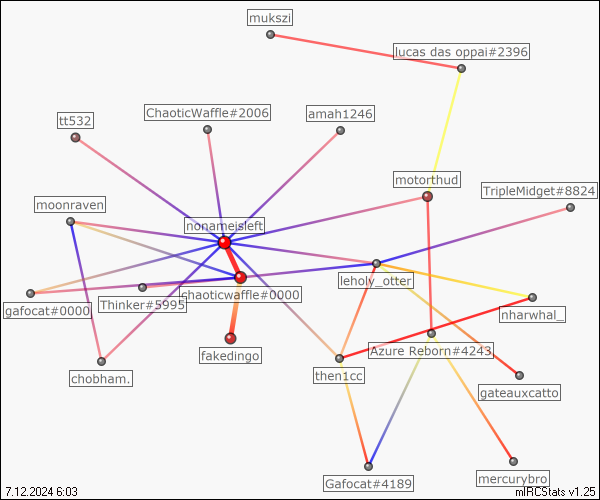 mukszi
lucas das oppai#2396
ChaoticWaffle#2006
amah1246
tt532
motorthud
TripleMidget#8824
moonraven
nonameisleft
leholy_otter
chaoticwaffle#0000
Thinker#5995
gafocat#0000
nharwhal_
fakedingo
Azure Reborn#4243
then1cc
chobham.
gateauxcatto
Gafocat#4189
mercurybro
7.12.2024 6:03
mIRCStats v1.25